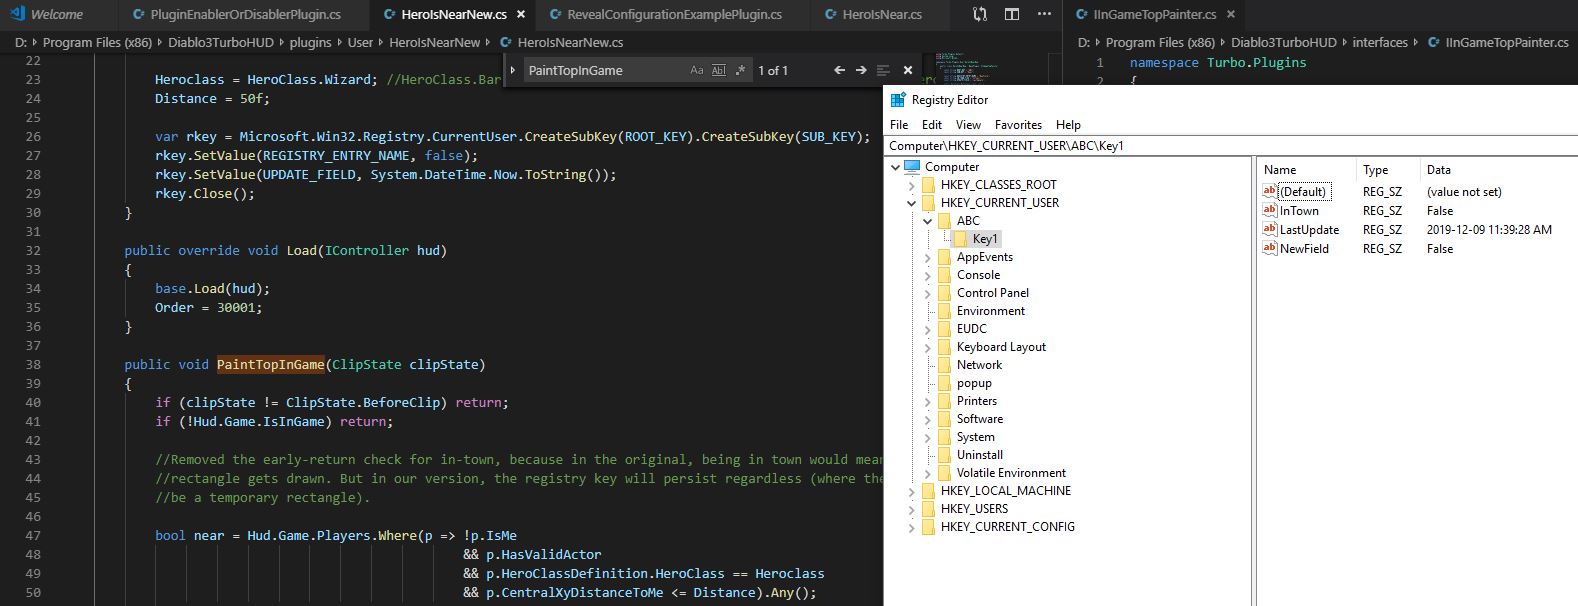 Welcome
PluginEnablerOrDisablerPlugin.cs
HeroIsNearNew.cs
RevealConfigurationExamplePlugin.cs
HeroIsNear.cs
IInGameTopPainter.cs
D: Program Files (x86) Diablo3TurboHUD plugins User HeroIsNearNew HeroIsNearNew.cs
D: Program Files (x86) Diablo3TurboHUD interfaces IInGameTopPainter.cs
PaintTopInGame Aa Abl .* 1 of 1
22
23 Heroclass = HeroClass.Wizard; //HeroClass.Bar
24 Distance = 50f;
25
26 var rkey = Microsoft.Win32.Registry.CurrentUser.CreateSubKey(ROOT_KEY).CreateSubKey(SUB_KEY);
27 rkey.SetValue(REGISTRY_ENTRY_NAME, false);
28 rkey.SetValue(UPDATE_FIELD, System.DateTime.Now.ToString());
29 rkey.Close();
30 }
31
32 public override void Load(IController hud)
33 {
34 base.Load(hud);
35 Order = 30001;
36 }
37
38 public void PaintTopInGame(ClipState clipState)
39 {
40 if (clipState != ClipState.BeforeClip) return;
41 if (!Hud.Game.IsInGame) return;
42
43 //Removed the early-return check for in-town, because in the original, being in town would mean
44 //rectangle gets drawn. But in our version, the registry key will persist regardless (where the
45 //be a temporary rectangle).
46
47 bool near = Hud.Game.Players.Where(p => !p.IsMe
48 && p.HasValidActor
49 && p.HeroClassDefinition.HeroClass == Heroclass
50 && p.CentralXyDistanceToMe <= Distance).Any();
1 namespace Turbo.Plugins
2 {
Registry Editor
File Edit View Favorites Help
Computer\HKEY_CURRENT_USER\ABC\Key1
Computer
HKEY_CLASSES_ROOT
HKEY_CURRENT_USER
ABC
Key1
AppEvents
Console
Control Panel
Environment
EUDC
Keyboard Layout
Network
popup
Printers
Software
System
Uninstall
Volatile Environment
HKEY_LOCAL_MACHINE
HKEY_USERS
HKEY_CURRENT_CONFIG
Name Type Data
(Default) REG_SZ (value not set)
InTown REG_SZ False
LastUpdate REG_SZ 2019-12-09 11:39:28 AM
NewField REG_SZ False